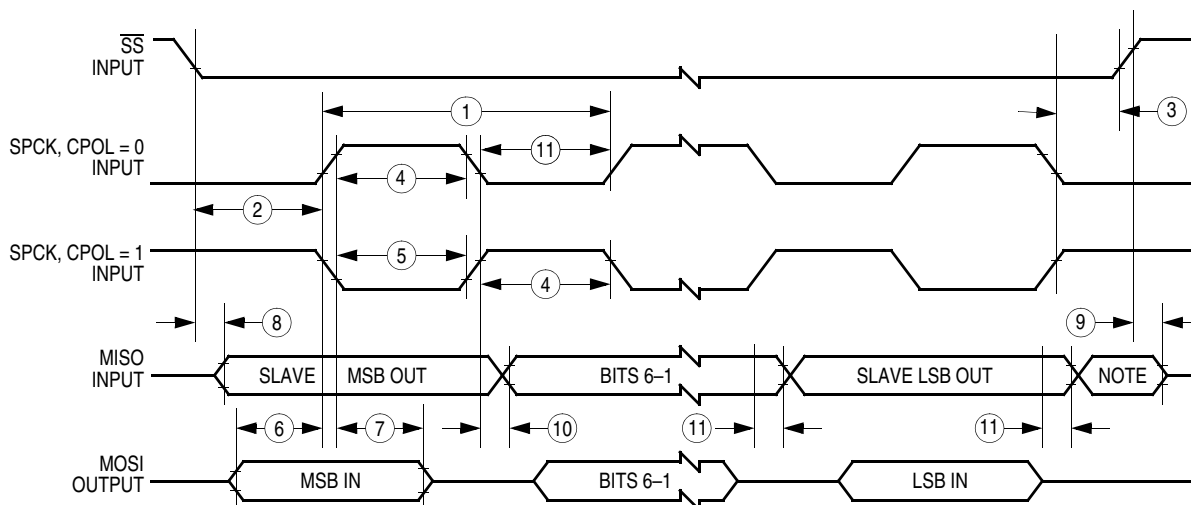 SS
INPUT
1
3
SPCK, CPOL = 0
INPUT
11
4
2
SPCK, CPOL = 1
INPUT
5
4
8
9
MISO
INPUT
SLAVE MSB OUT
BITS 6–1
SLAVE LSB OUT
NOTE
6
7
10
11
11
MOSI
OUTPUT
MSB IN
BITS 6–1
LSB IN